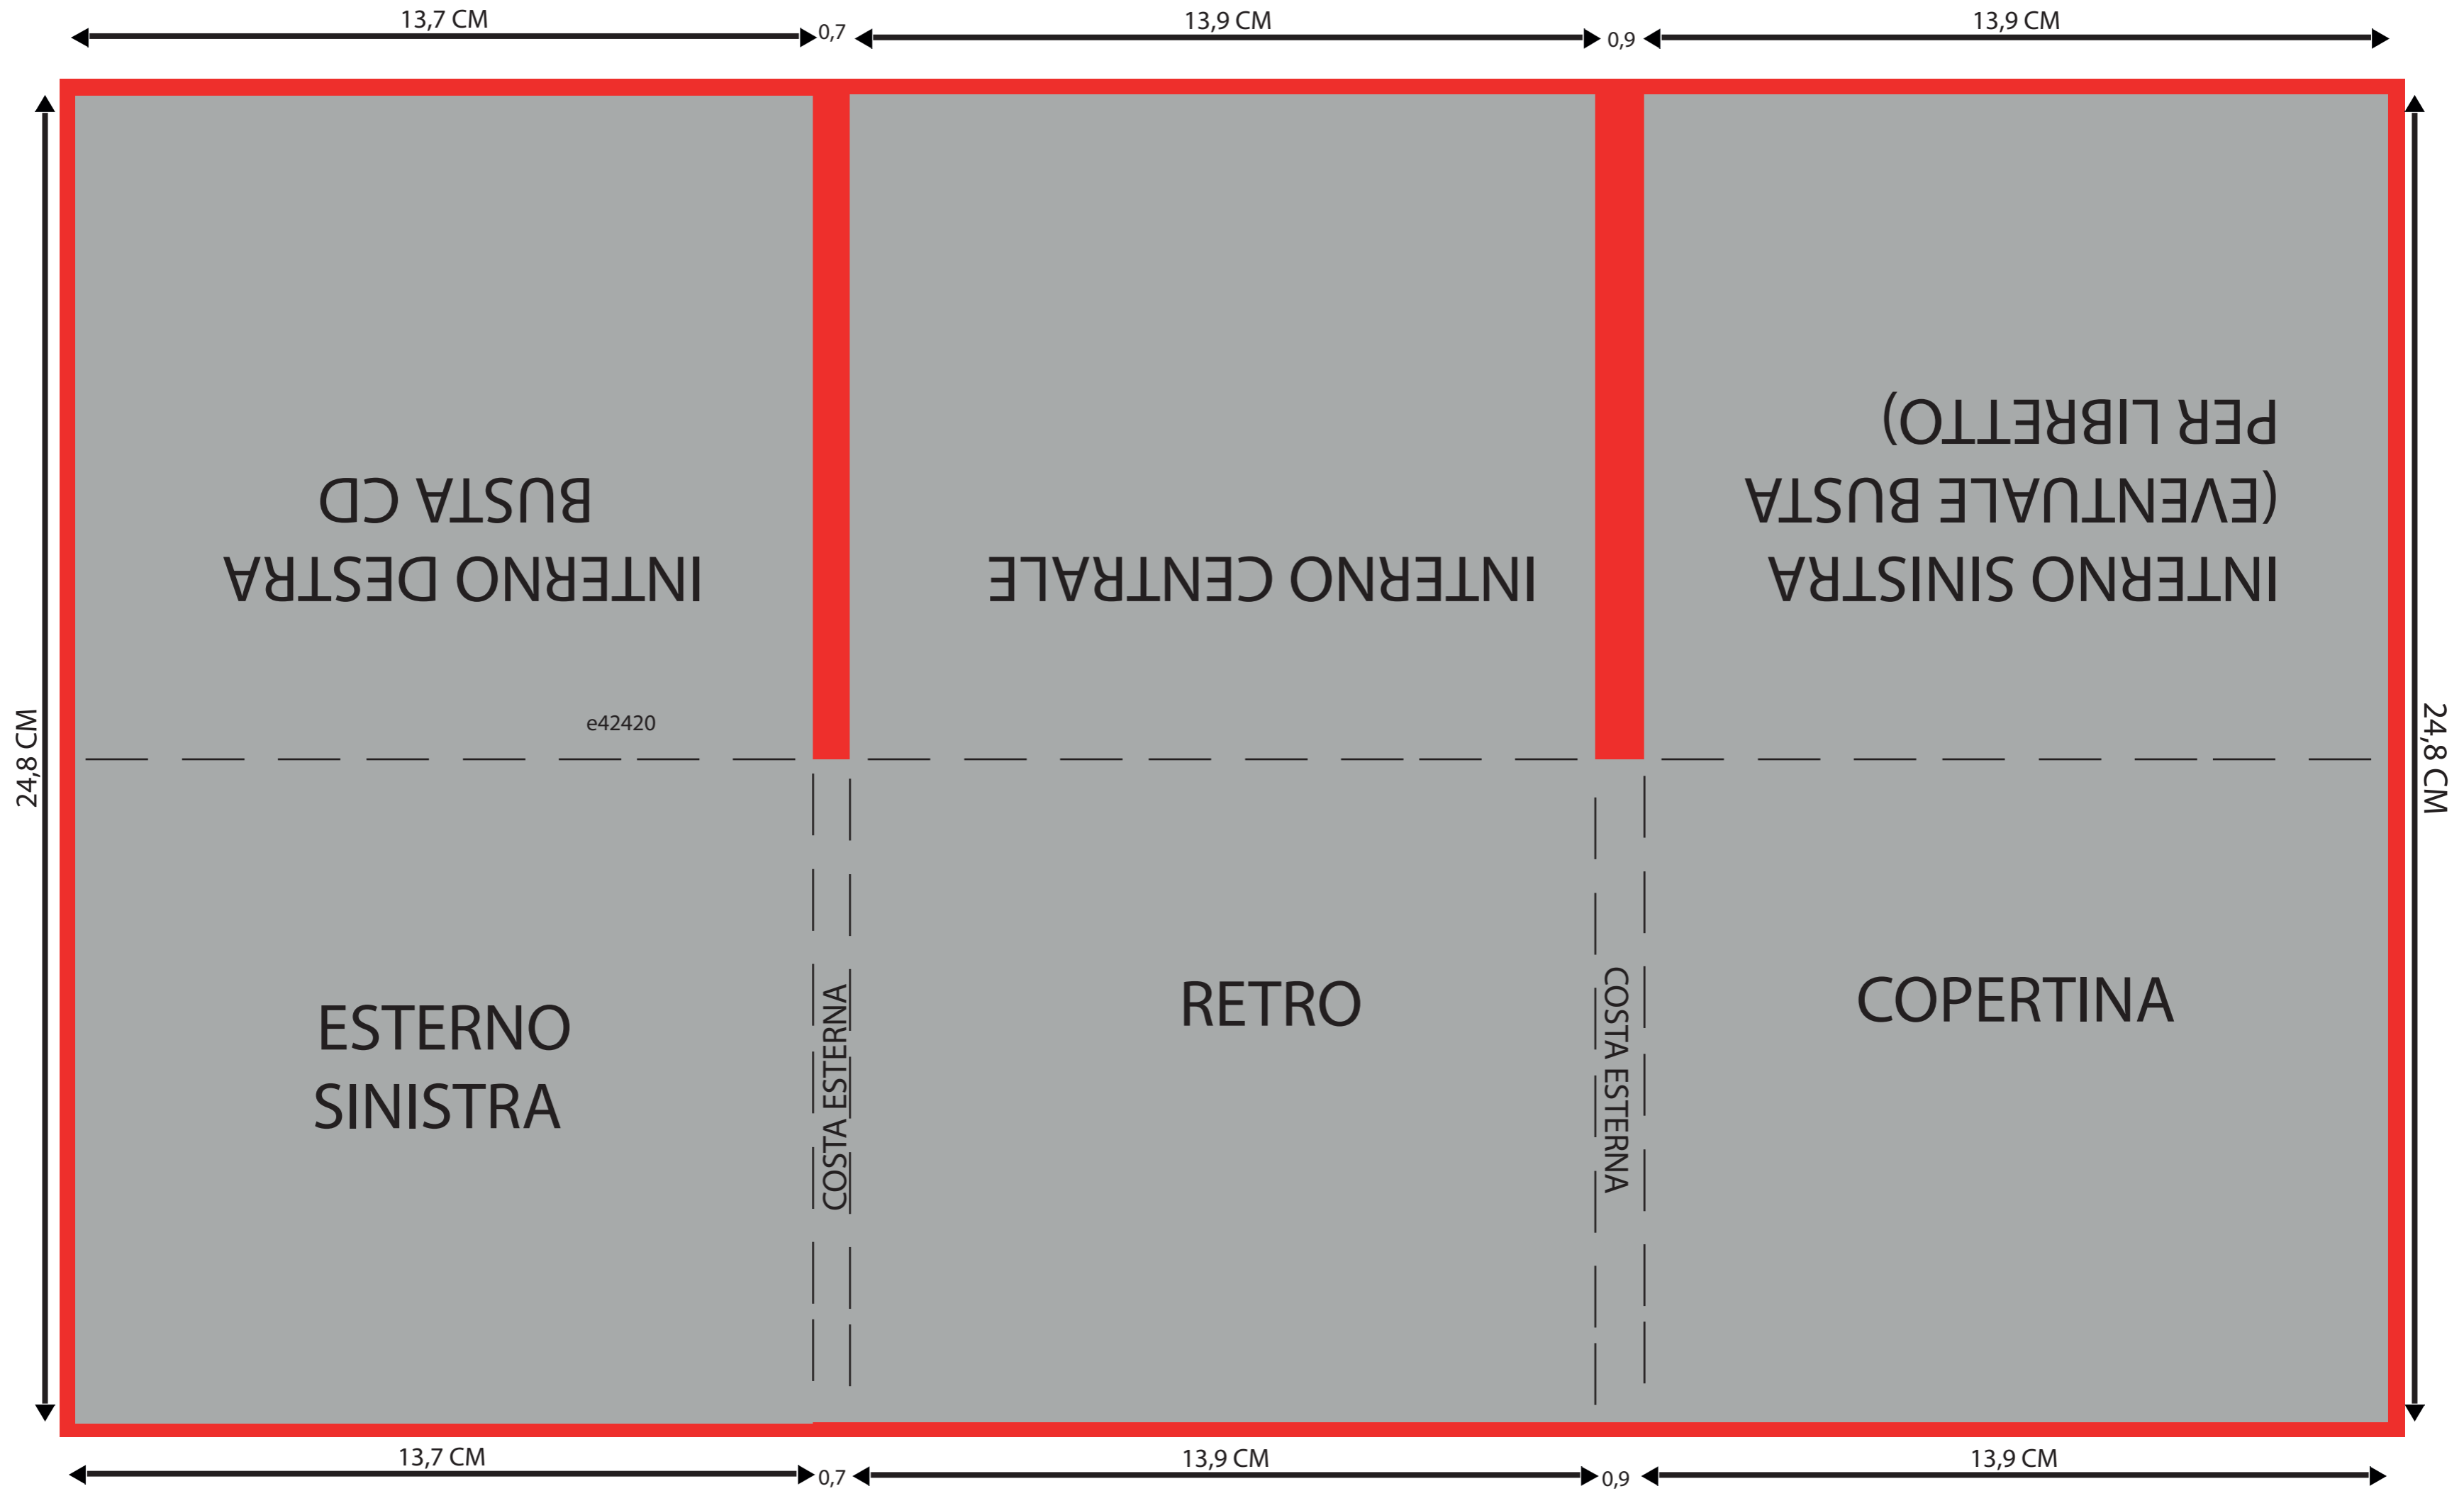 13,7 CM
0,7
13,9 CM
0,9
13,9 CM
INTERNO DESTRA
BUSTA CD
INTERNO CENTRALE
INTERNO SINISTRA
(EVENTUALE BUSTA
PER LIBRETTO)
24,8 CM
e42420
24,8 CM
ESTERNO
SINISTRA
COSTA ESTERNA
RETRO
COSTA ESTERNA
COPERTINA
13,7 CM
0,7
13,9 CM
0,9
13,9 CM